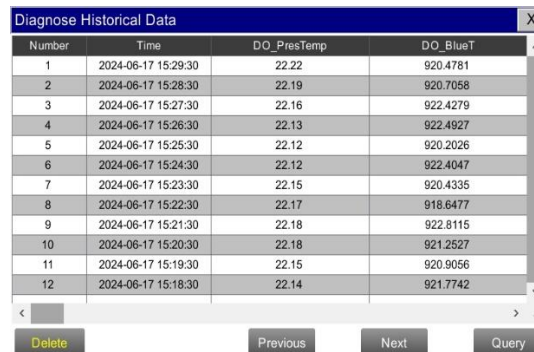 Diagnose Historical Data X
Number Time DO_PresTemp DO_BlueT
1 2024-06-17 15:29:30 22.22 920.4781
2 2024-06-17 15:28:30 22.19 920.7058
3 2024-06-17 15:27:30 22.16 922.4279
4 2024-06-17 15:26:30 22.13 922.4927
5 2024-06-17 15:25:30 22.12 920.2026
6 2024-06-17 15:24:30 22.12 922.4047
7 2024-06-17 15:23:30 22.15 920.4335
8 2024-06-17 15:22:30 22.17 918.6477
9 2024-06-17 15:21:30 22.18 922.8115
10 2024-06-17 15:20:30 22.18 921.2527
11 2024-06-17 15:19:30 22.15 920.9056
12 2024-06-17 15:18:30 22.14 921.7742
Delete Previous Next Query